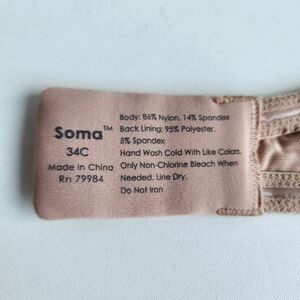 Soma™
34C
Made in China
Rn 79984
Body: 86% Nylon, 14% Spandex
Back Lining: 95% Polyester,
5% Spandex
Hand Wash Cold With Like Colors.
Only Non-Chlorine Bleach When
Needed. Line Dry.
Do Not Iron